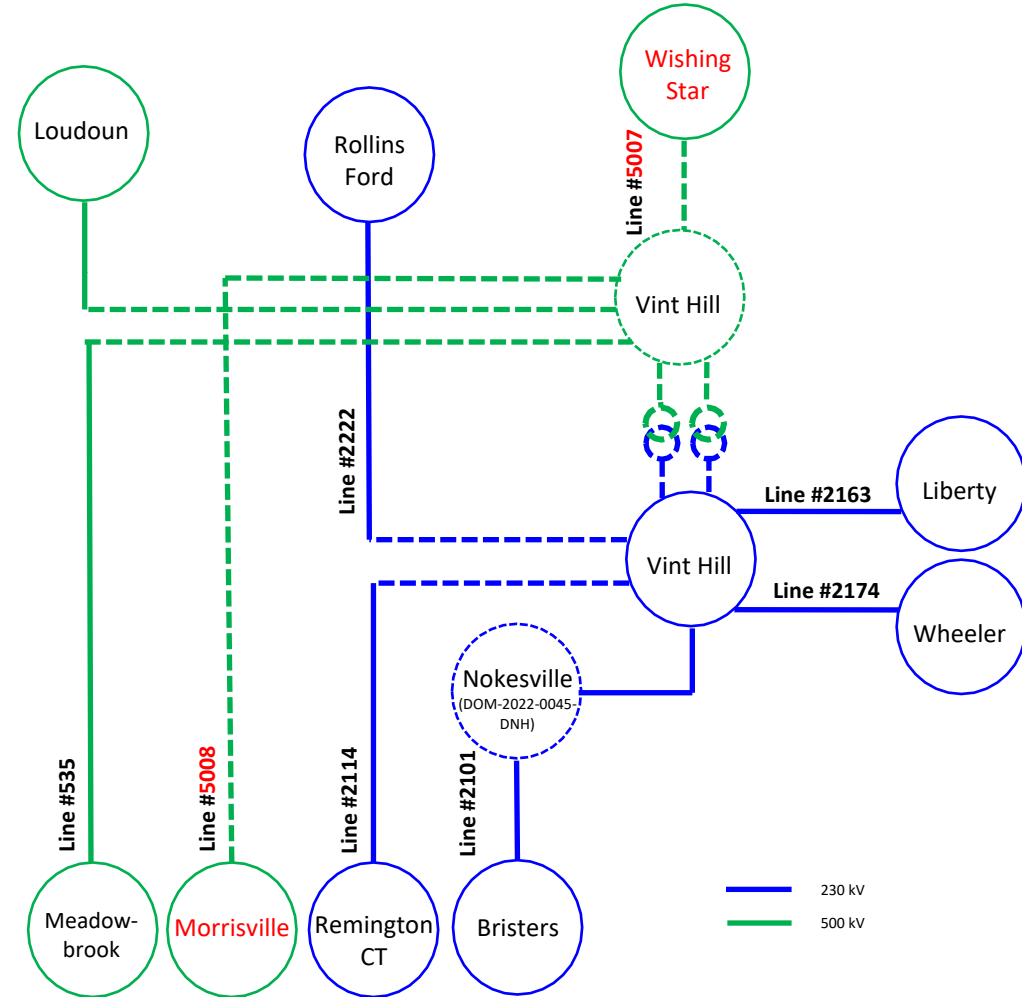 Wishing
Star
Loudoun
Rollins
Ford
Line #5007
Vint Hill
Line #2222
Line #2163
Liberty
Vint Hill
Line #2174
Wheeler
Nokesville
(DOM-2022-0045-
DNH)
Line #535
Line #5008
Line #2114
Line #2101
230 kV
500 kV
Meadow-
brook
Morrisville
Remington
CT
Bristers